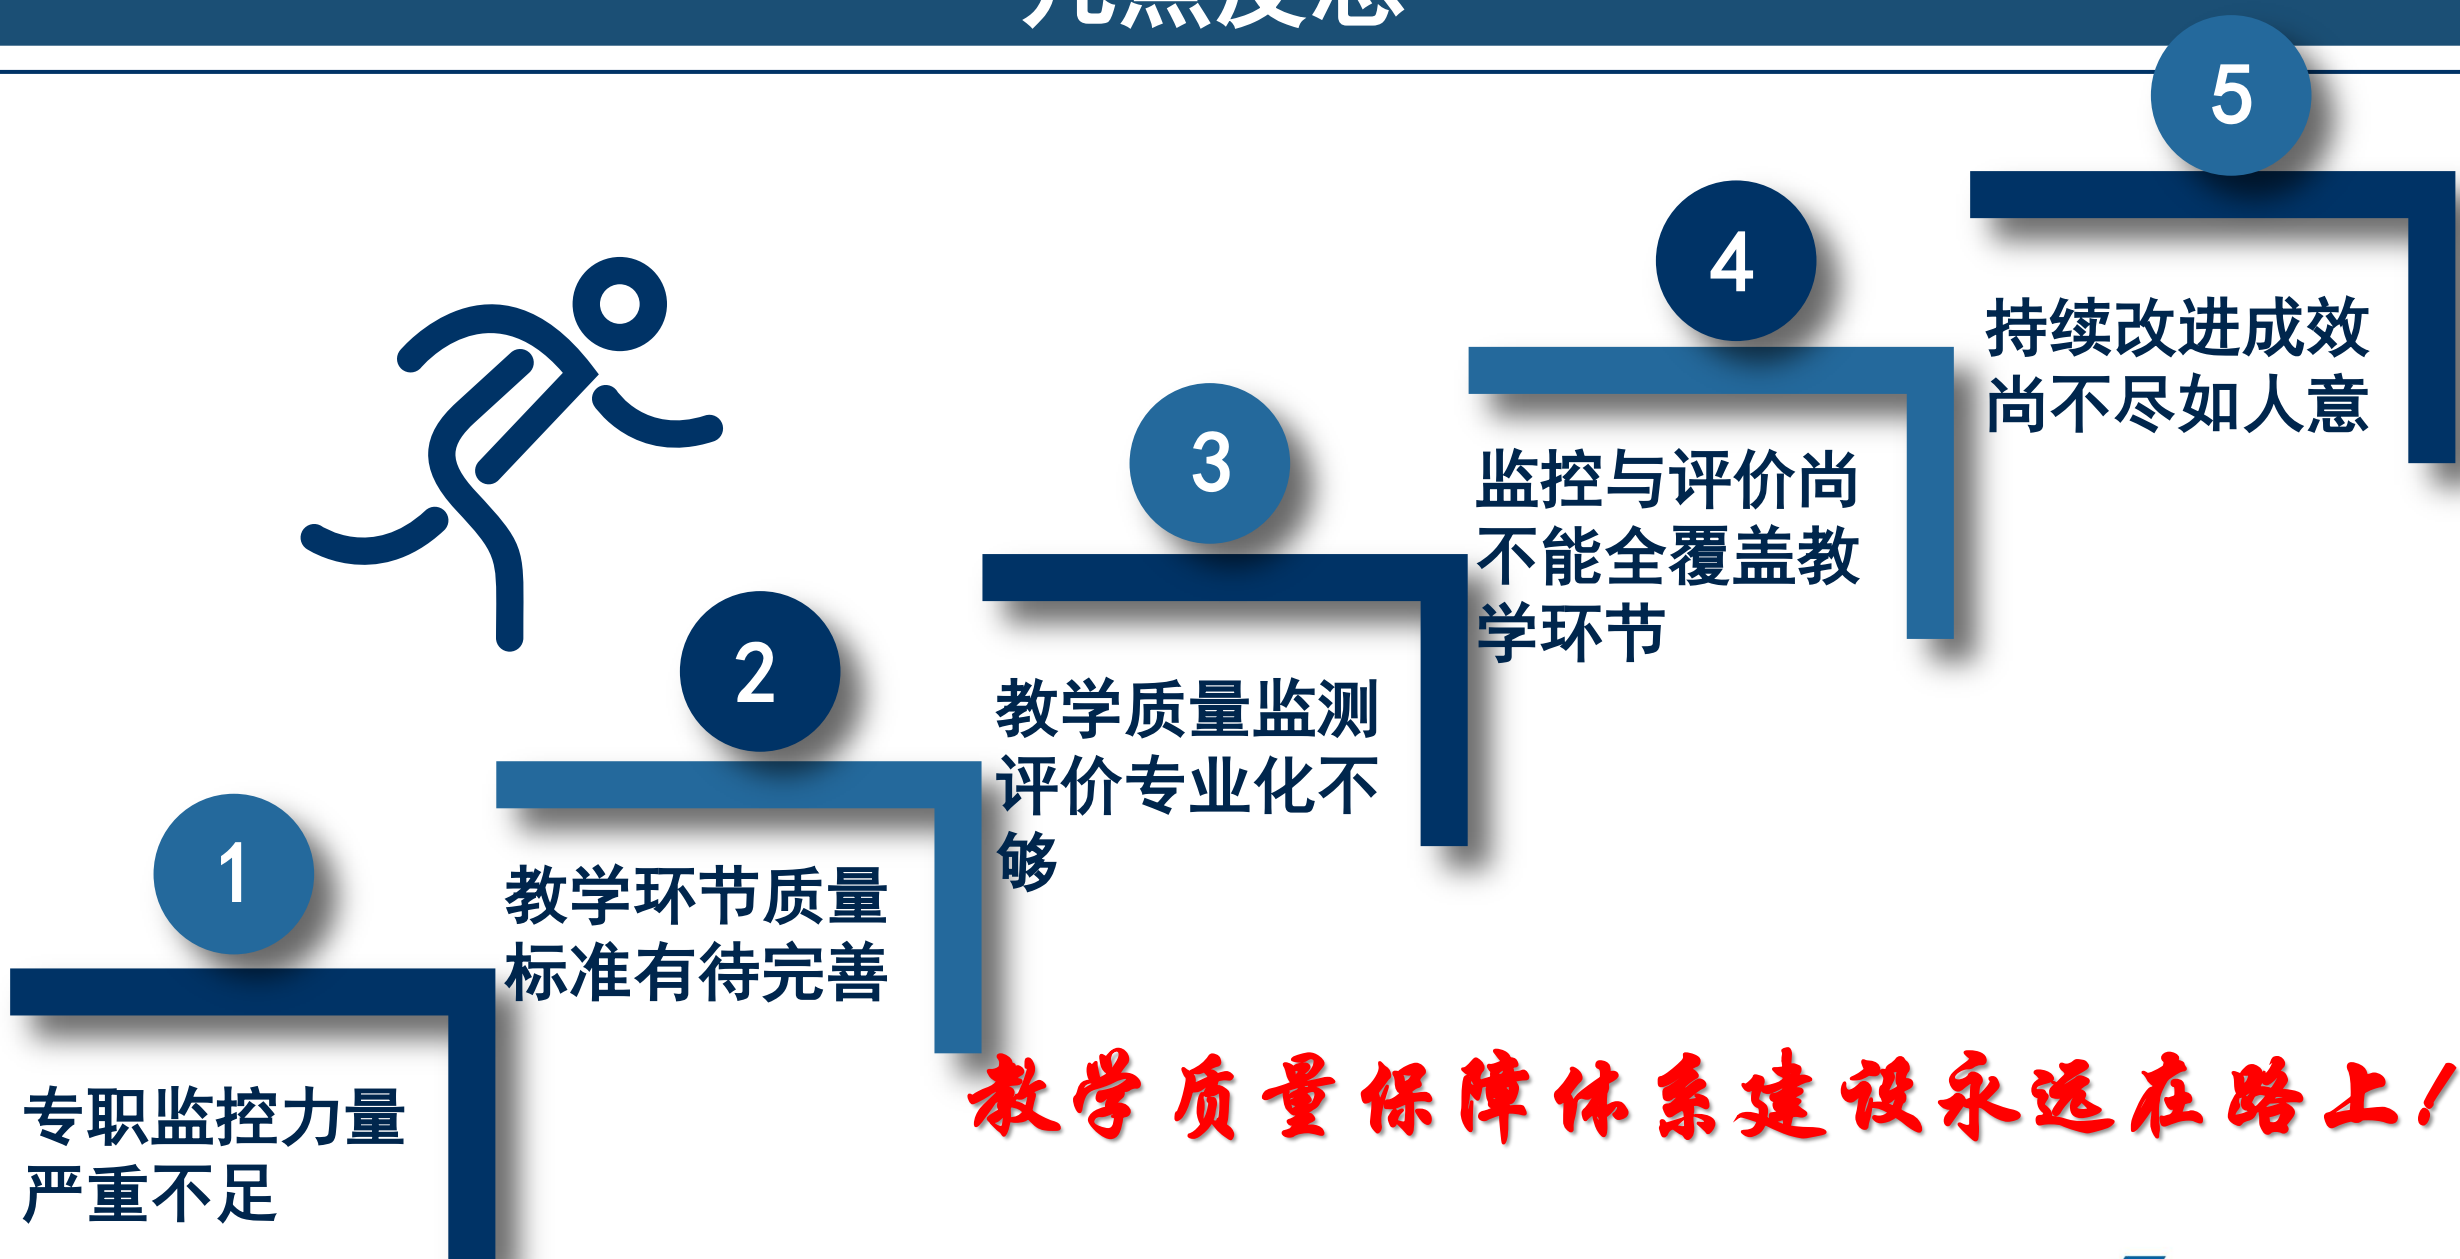 几点反思
5
持续改进成效
尚不尽如人意
4
监控与评价尚
不能全覆盖教
学环节
3
教学质量监测
评价专业化不
够
2
教学环节质量
标准有待完善
1
专职监控力量
严重不足
教学质量保障体系建设永远在路上！